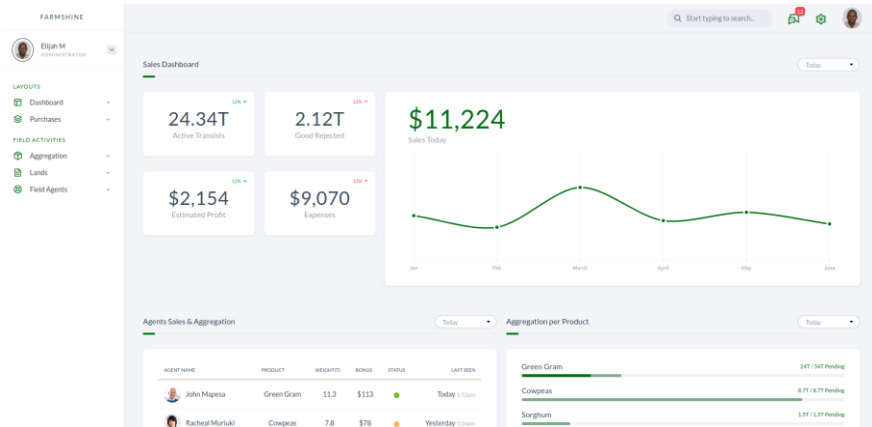 FARMSHINE
Start typing to search...
12
Elijah M
ADMINISTRATOR
LAYOUTS
Dashboard
Purchases
FIELD ACTIVITIES
Aggregation
Lands
Field Agents
Sales Dashboard
Today
12%
24.34T
Active Transists
12%
2.12T
Good Rejected
12%
$2,154
Estimated Profit
12%
$9,070
Expenses
$11,224
Sales Today
Jan Feb March April May June
Agents Sales & Aggregation
Today
AGENT NAME PRODUCT WEIGHT(T) BONUS STATUS LAST SEEN
John Mapesa Green Gram 11.3 $113 Today
Racheal Muriuki Cowpeas 7.8 $78 Yesterday
Aggregation per Product
Today
Green Gram 24T / 54T Pending
Cowpeas 8.7T / 8.7T Pending
Sorghum 1.5T / 1.5T Pending